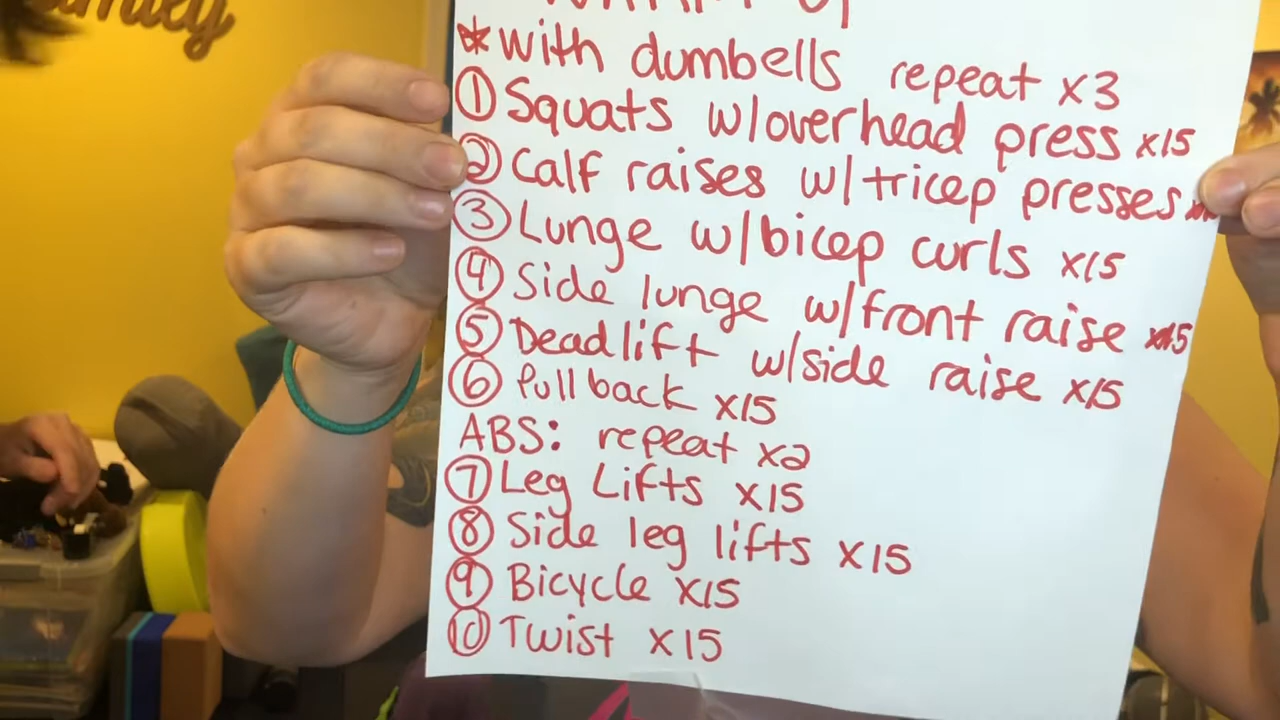 *with dumbells repeat x3
① Squats w/overhead press x15
② Calf raises w/tricep presses
③ Lunge w/bicep curls x15
④ Side lunge w/front raise x15
⑤ Deadlift w/side raise x15
⑥ Pull back x15
ABS: repeat x2
⑦ Leg Lifts x15
⑧ Side leg lifts x15
⑨ Bicycle x15
⑩ Twist x15